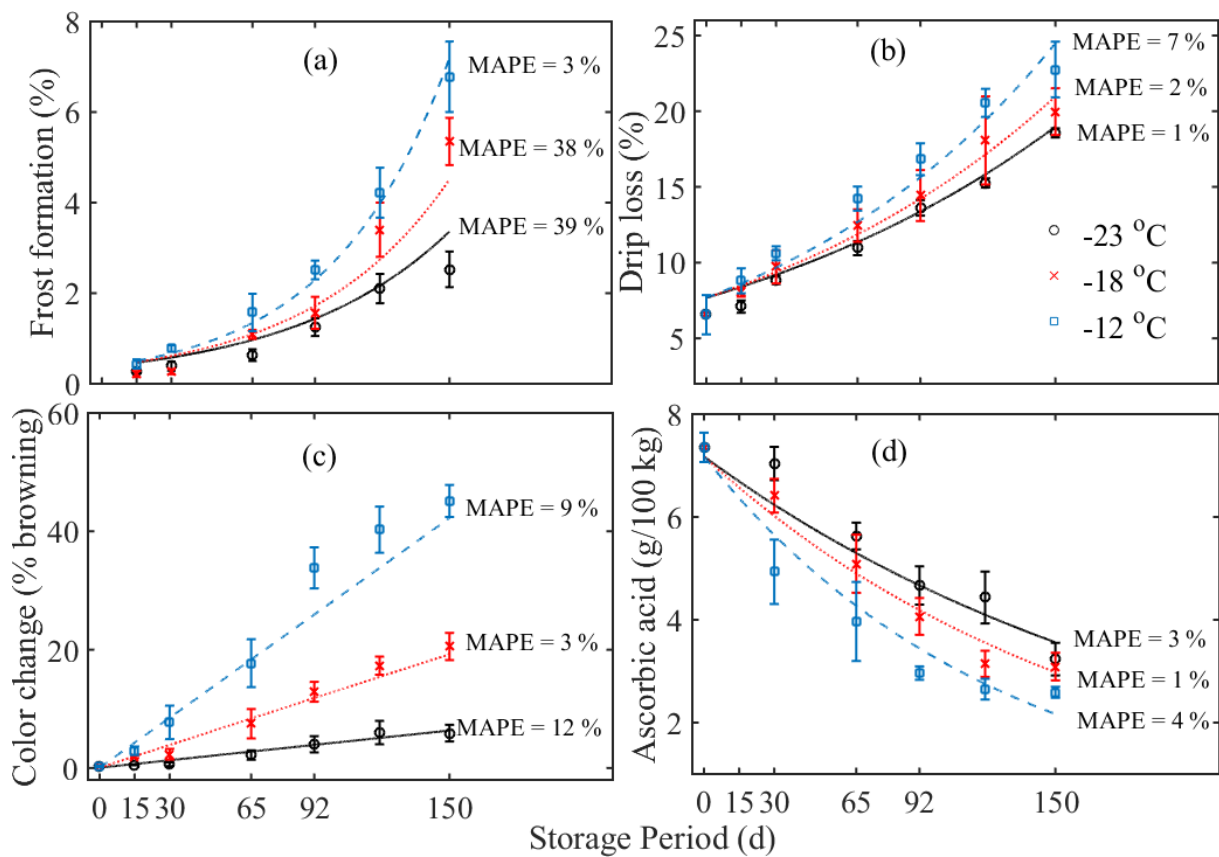 8
6
4
2
0
Frost formation (%)
(a)
MAPE = 3 %
MAPE = 38 %
MAPE = 39 %
25
20
15
10
5
Drip loss (%)
(b)
MAPE = 7 %
MAPE = 2 %
MAPE = 1 %
-23 °C
-18 °C
-12 °C
60
40
20
0
Color change (% browning)
(c)
MAPE = 9 %
MAPE = 3 %
MAPE = 12 %
0 15 30 65 92 150
8
6
4
2
Ascorbic acid (g/100 kg)
(d)
MAPE = 3 %
MAPE = 1 %
MAPE = 4 %
0 15 30 65 92 150
Storage Period (d)